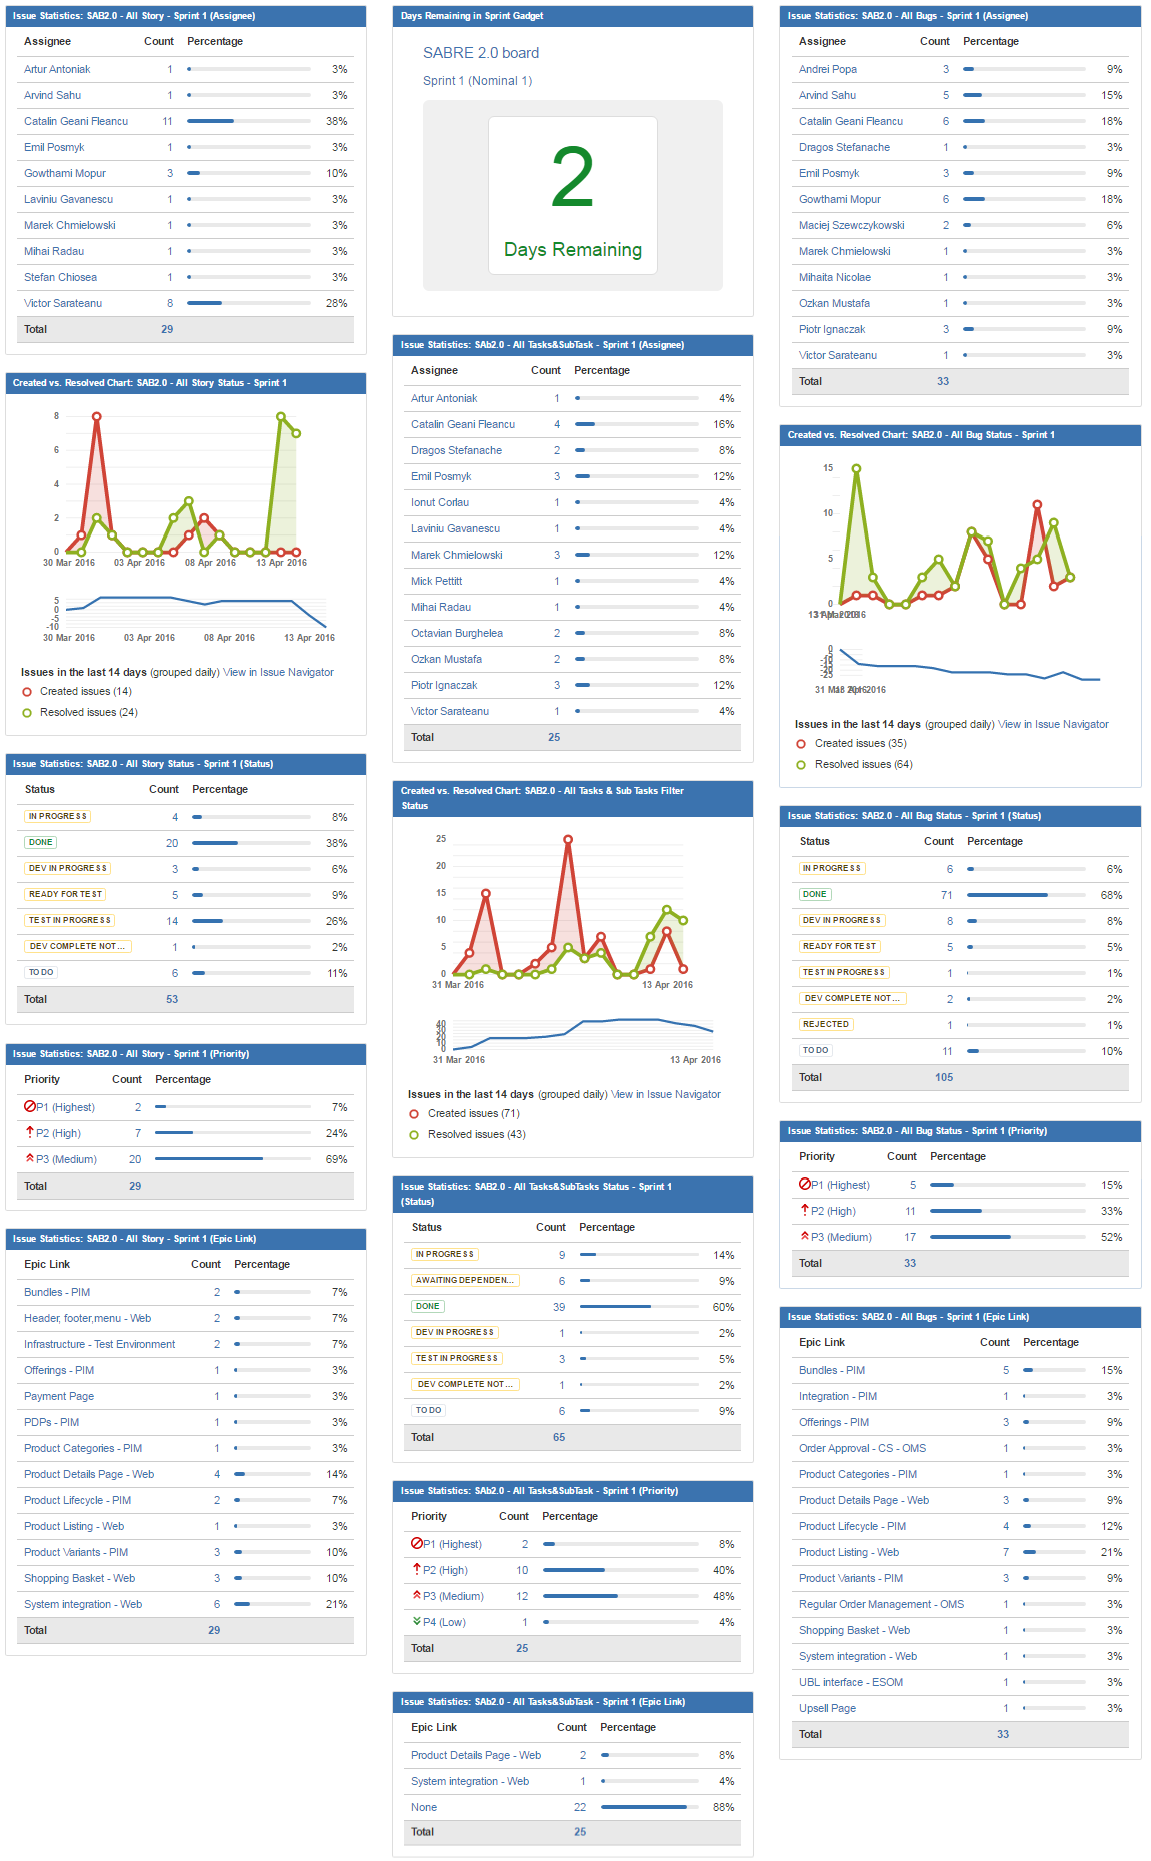 Issue Statistics: SAB2.0 - All Story - Sprint 1 (Assignee)
Assignee Count Percentage
Artur Antoniak 1 3%
Arvind Sahu 1 3%
Catalin Geani Fleancu 11 38%
Emil Posmyk 1 3%
Gowthami Mopur 3 10%
Laviniu Gavanescu 1 3%
Marek Chmielowski 1 3%
Mihai Radau 1 3%
Stefan Chiosea 1 3%
Victor Sarateanu 8 28%
Total 29
Created vs. Resolved Chart: SAB2.0 - All Story Status - Sprint 1
8
6
4
2
0
30 Mar 2016 03 Apr 2016 08 Apr 2016 13 Apr 2016
5
0
-5
-10
30 Mar 2016 03 Apr 2016 08 Apr 2016 13 Apr 2016
Issues in the last 14 days (grouped daily) View in Issue Navigator
Created issues (14)
Resolved issues (24)
Issue Statistics: SAB2.0 - All Story Status - Sprint 1 (Status)
Status Count Percentage
IN PROGRESS 4 8%
DONE 20 38%
DEV IN PROGRESS 3 6%
READY FOR TEST 5 9%
TEST IN PROGRESS 14 26%
DEV COMPLETE NOT... 1 2%
TO DO 6 11%
Total 53
Issue Statistics: SAB2.0 - All Story - Sprint 1 (Priority)
Priority Count Percentage
P1 (Highest) 2 7%
P2 (High) 7 24%
P3 (Medium) 20 69%
Total 29
Issue Statistics: SAB2.0 - All Story - Sprint 1 (Epic Link)
Epic Link Count Percentage
Bundles - PIM 2 7%
Header, footer,menu - Web 2 7%
Infrastructure - Test Environment 2 7%
Offerings - PIM 1 3%
Payment Page 1 3%
PDPs - PIM 1 3%
Product Categories - PIM 1 3%
Product Details Page - Web 4 14%
Product Lifecycle - PIM 2 7%
Product Listing - Web 1 3%
Product Variants - PIM 3 10%
Shopping Basket - Web 3 10%
System integration - Web 6 21%
Total 29
Days Remaining in Sprint Gadget
SABRE 2.0 board
Sprint 1 (Nominal 1)
2
Days Remaining
Issue Statistics: SAb2.0 - All Tasks&SubTask - Sprint 1 (Assignee)
Assignee Count Percentage
Artur Antoniak 1 4%
Catalin Geani Fleancu 4 16%
Dragos Stefanache 2 8%
Emil Posmyk 3 12%
Ionut Corlau 1 4%
Laviniu Gavanescu 1 4%
Marek Chmielowski 3 12%
Mick Pettitt 1 4%
Mihai Radau 1 4%
Octavian Burghelea 2 8%
Ozkan Mustafa 2 8%
Piotr Ignaczak 3 12%
Victor Sarateanu 1 4%
Total 25
Created vs. Resolved Chart: SAB2.0 - All Tasks & Sub Tasks Filter
Status
25
20
15
10
5
0
31 Mar 2016 13 Apr 2016
40
30
20
10
0
31 Mar 2016 13 Apr 2016
Issues in the last 14 days (grouped daily) View in Issue Navigator
Created issues (71)
Resolved issues (43)
Issue Statistics: SAB2.0 - All Tasks&SubTasks Status - Sprint 1
(Status)
Status Count Percentage
IN PROGRESS 9 14%
AWAITING DEPENDEN... 6 9%
DONE 39 60%
DEV IN PROGRESS 1 2%
TEST IN PROGRESS 3 5%
DEV COMPLETE NOT... 1 2%
TO DO 6 9%
Total 65
Issue Statistics: SAb2.0 - All Tasks&SubTask - Sprint 1 (Priority)
Priority Count Percentage
P1 (Highest) 2 8%
P2 (High) 10 40%
P3 (Medium) 12 48%
P4 (Low) 1 4%
Total 25
Issue Statistics: SAb2.0 - All Tasks&SubTask - Sprint 1 (Epic Link)
Epic Link Count Percentage
Product Details Page - Web 2 8%
System integration - Web 1 4%
None 22 88%
Total 25
Issue Statistics: SAB2.0 - All Bugs - Sprint 1 (Assignee)
Assignee Count Percentage
Andrei Popa 3 9%
Arvind Sahu 5 15%
Catalin Geani Fleancu 6 18%
Dragos Stefanache 1 3%
Emil Posmyk 3 9%
Gowthami Mopur 6 18%
Maciej Szewczykowski 2 6%
Marek Chmielowski 1 3%
Mihaita Nicolae 1 3%
Ozkan Mustafa 1 3%
Piotr Ignaczak 3 9%
Victor Sarateanu 1 3%
Total 33
Created vs. Resolved Chart: SAB2.0 - All Bug Status - Sprint 1
15
10
5
0
0
-25
Issues in the last 14 days (grouped daily) View in Issue Navigator
Created issues (35)
Resolved issues (64)
Issue Statistics: SAB2.0 - All Bug Status - Sprint 1 (Status)
Status Count Percentage
IN PROGRESS 6 6%
DONE 71 68%
DEV IN PROGRESS 8 8%
READY FOR TEST 5 5%
TEST IN PROGRESS 1 1%
DEV COMPLETE NOT... 2 2%
REJECTED 1 1%
TO DO 11 10%
Total 105
Issue Statistics: SAB2.0 - All Bug Status - Sprint 1 (Priority)
Priority Count Percentage
P1 (Highest) 5 15%
P2 (High) 11 33%
P3 (Medium) 17 52%
Total 33
Issue Statistics: SAB2.0 - All Bugs - Sprint 1 (Epic Link)
Epic Link Count Percentage
Bundles - PIM 5 15%
Integration - PIM 1 3%
Offerings - PIM 3 9%
Order Approval - CS - OMS 1 3%
Product Categories - PIM 1 3%
Product Details Page - Web 3 9%
Product Lifecycle - PIM 4 12%
Product Listing - Web 7 21%
Product Variants - PIM 3 9%
Regular Order Management - OMS 1 3%
Shopping Basket - Web 1 3%
System integration - Web 1 3%
UBL interface - ESOM 1 3%
Upsell Page 1 3%
Total 33